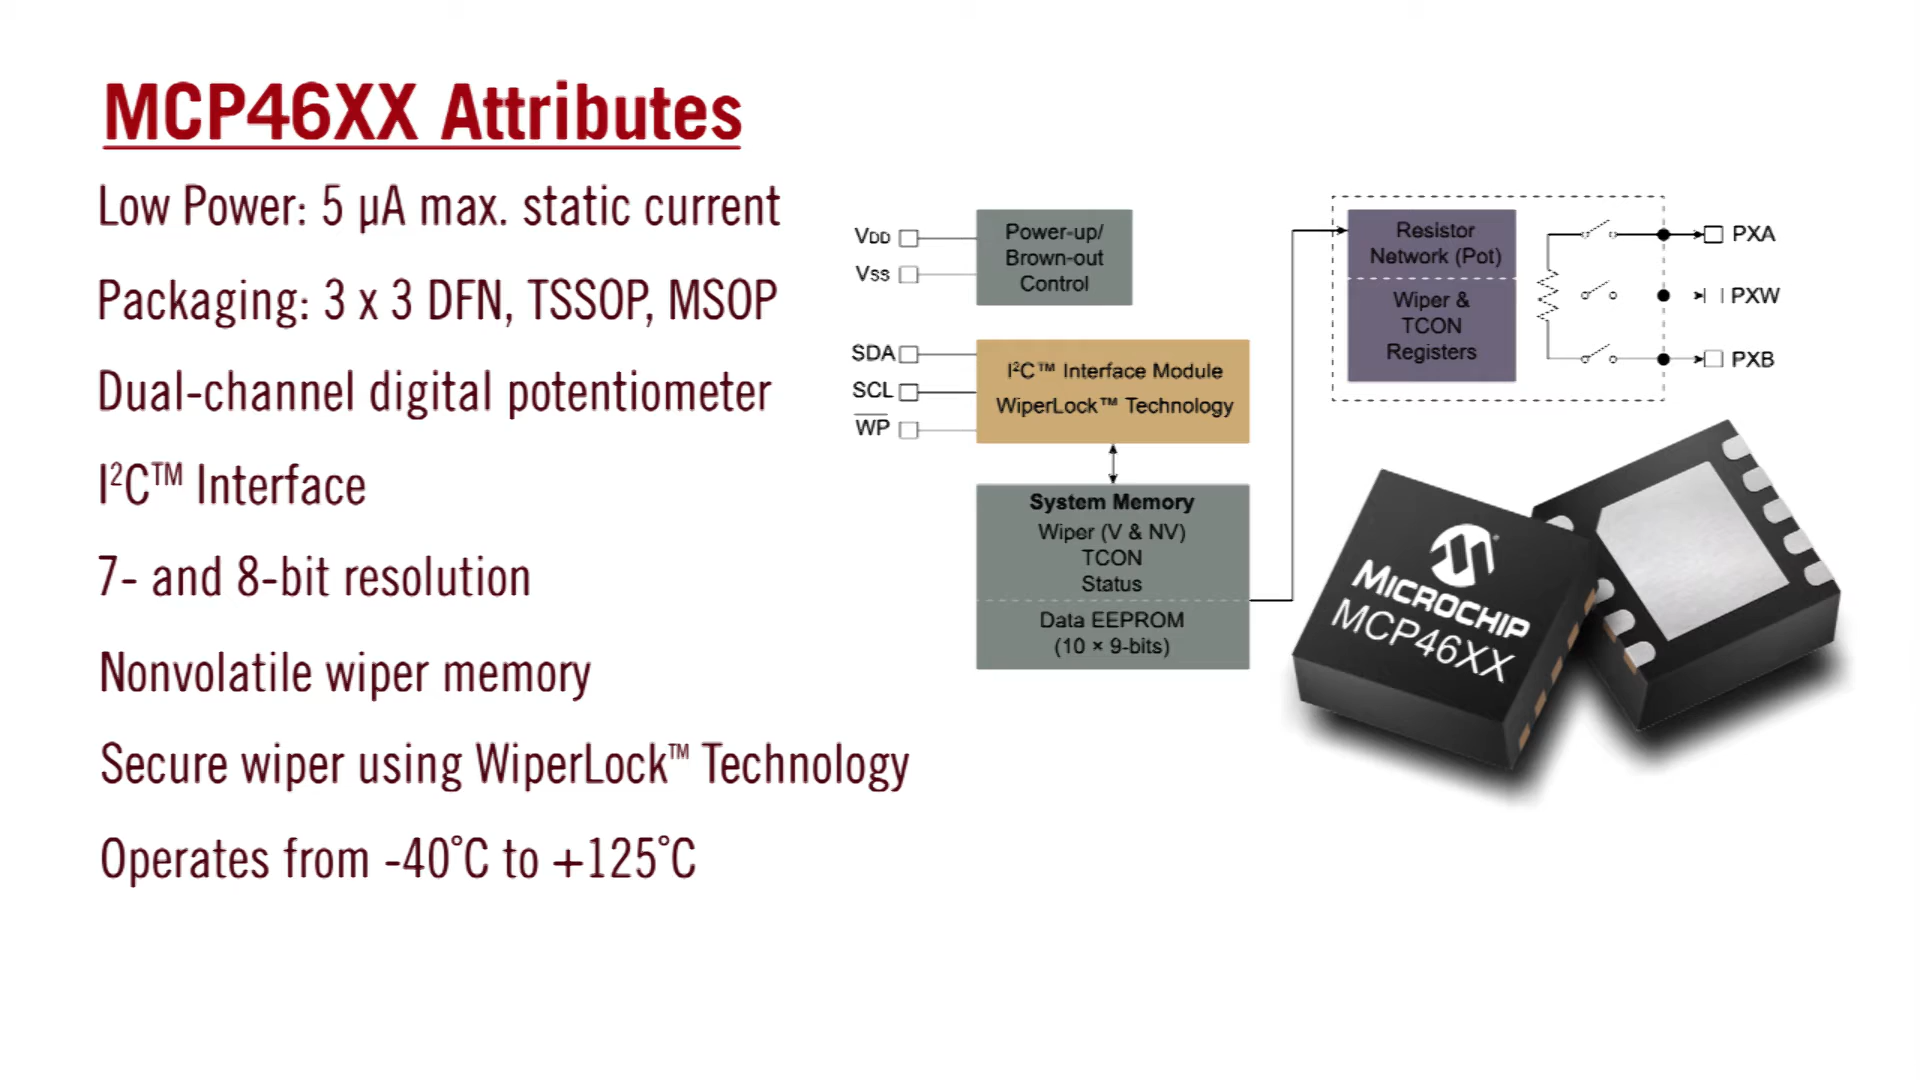 MCP46XX Attributes
Low Power: 5 µA max. static current
Packaging: 3 x 3 DFN, TSSOP, MSOP
Dual-channel digital potentiometer
I²C™ Interface
7- and 8-bit resolution
Nonvolatile wiper memory
Secure wiper using WiperLock™ Technology
Operates from -40°C to +125°C
VDD
VSS
Power-up/
Brown-out
Control
SDA
SCL
W̅P̅
I²C™ Interface Module
WiperLock™ Technology
System Memory
Wiper (V & NV)
TCON
Status
Data EEPROM
(10 × 9-bits)
Resistor
Network (Pot)
Wiper &
TCON
Registers
PXA
PXW
PXB
MICROCHIP
MCP46XX